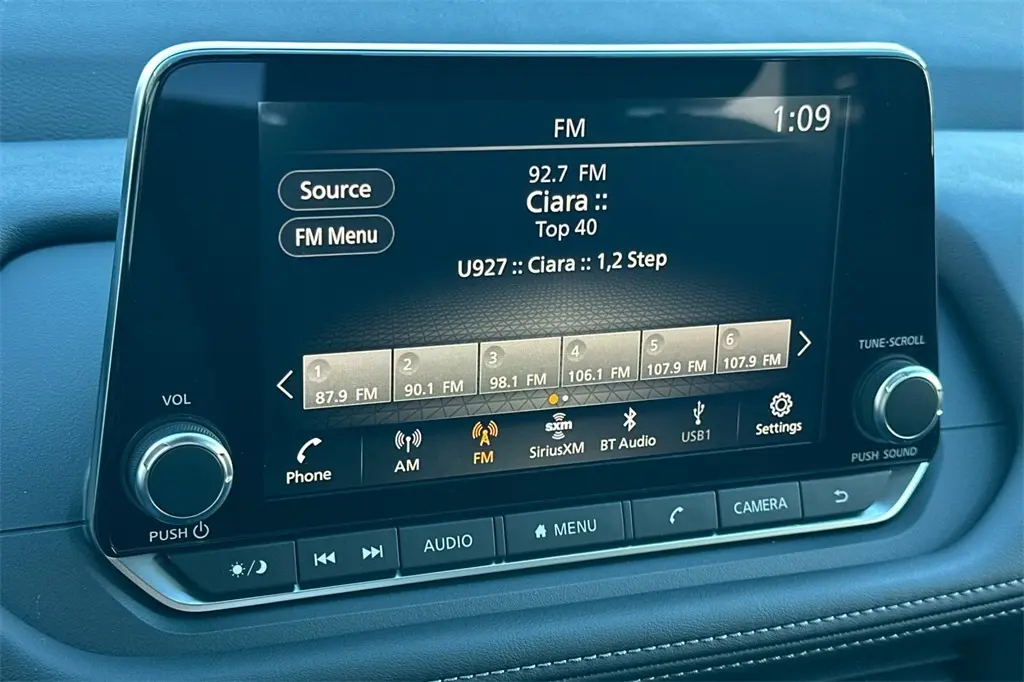 FM
1:09
Source
FM Menu
92.7 FM
Ciara ::
Top 40
U927 :: Ciara :: 1,2 Step
1 87.9 FM
2 90.1 FM
3 98.1 FM
4 106.1 FM
5 107.9 FM
6 107.9 FM
Phone
AM
FM
sxm
SiriusXM
BT Audio
USB1
Settings
VOL
PUSH
TUNE·SCROLL
PUSH SOUND
AUDIO
MENU
CAMERA